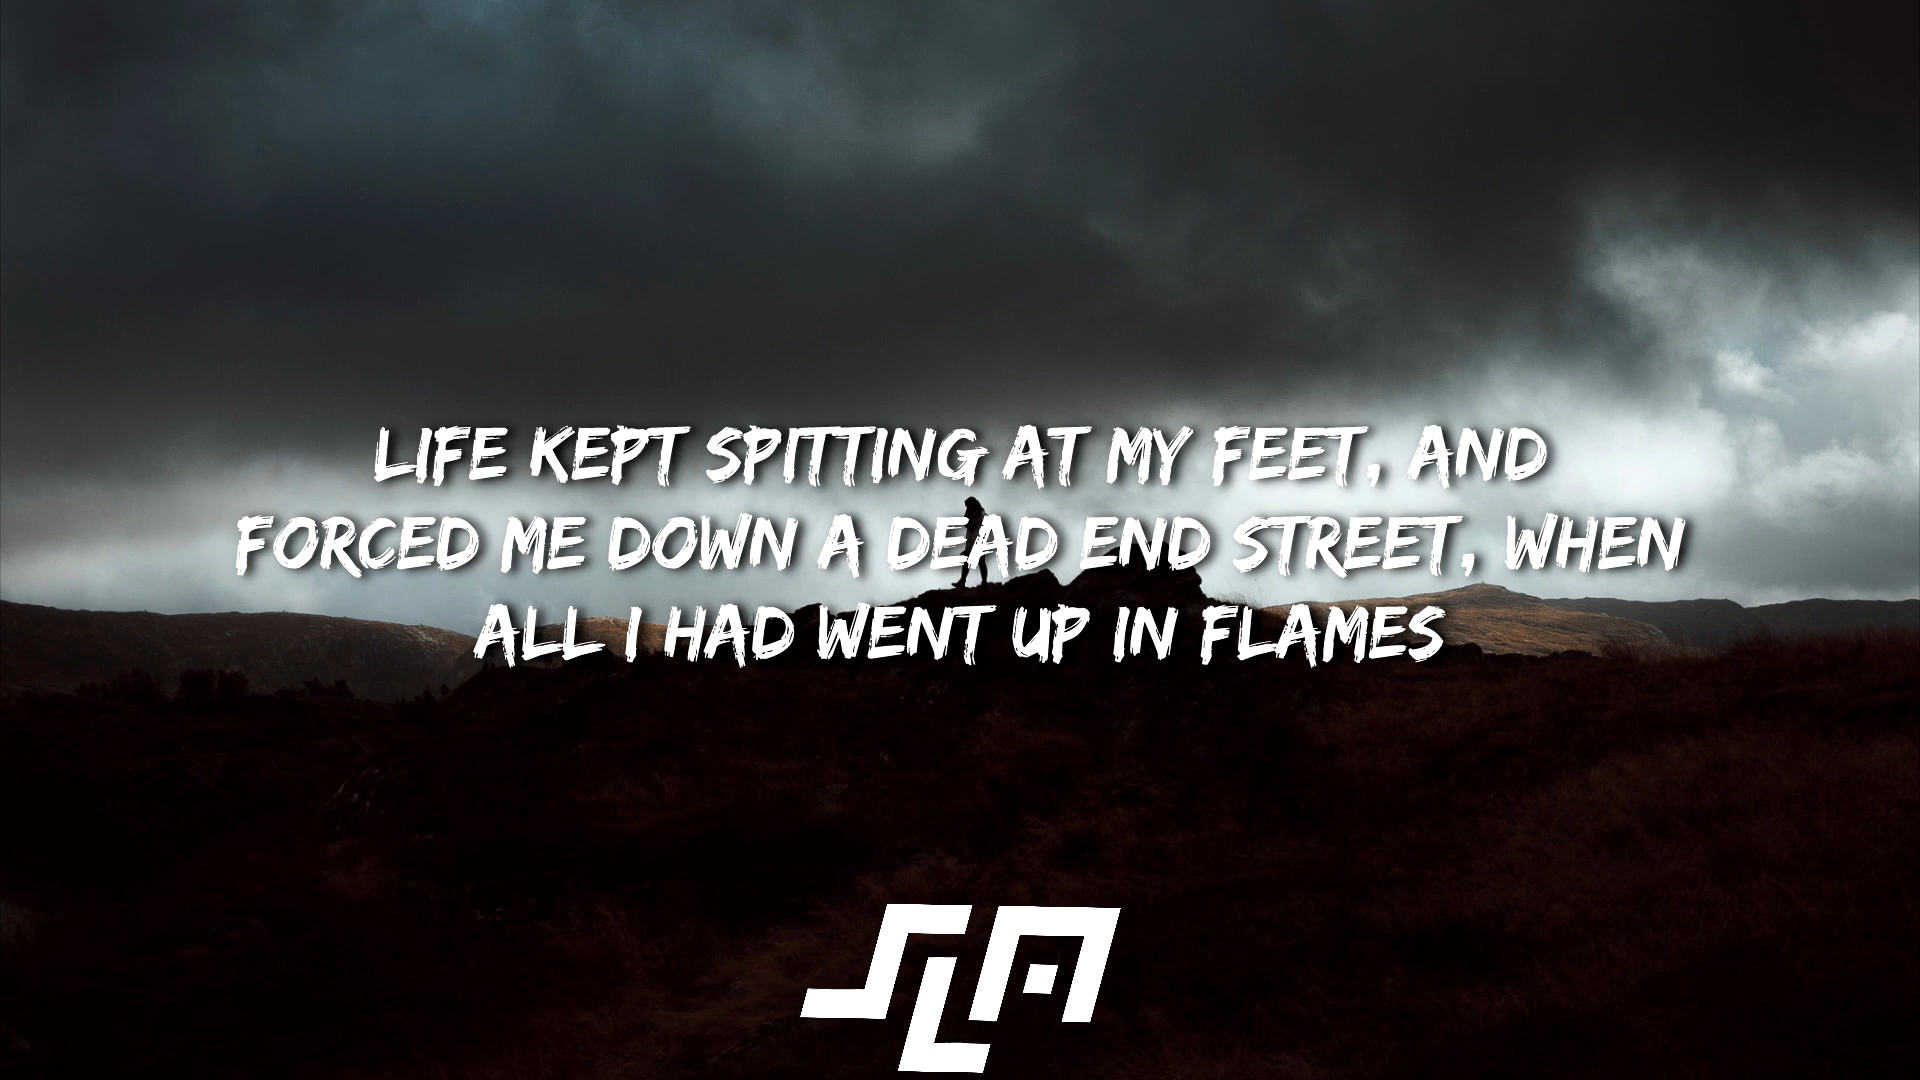 LIFE KEPT SPITTING AT MY FEET, AND
FORCED ME DOWN A DEAD END STREET, WHEN
ALL I HAD WENT UP IN FLAMES
SLA